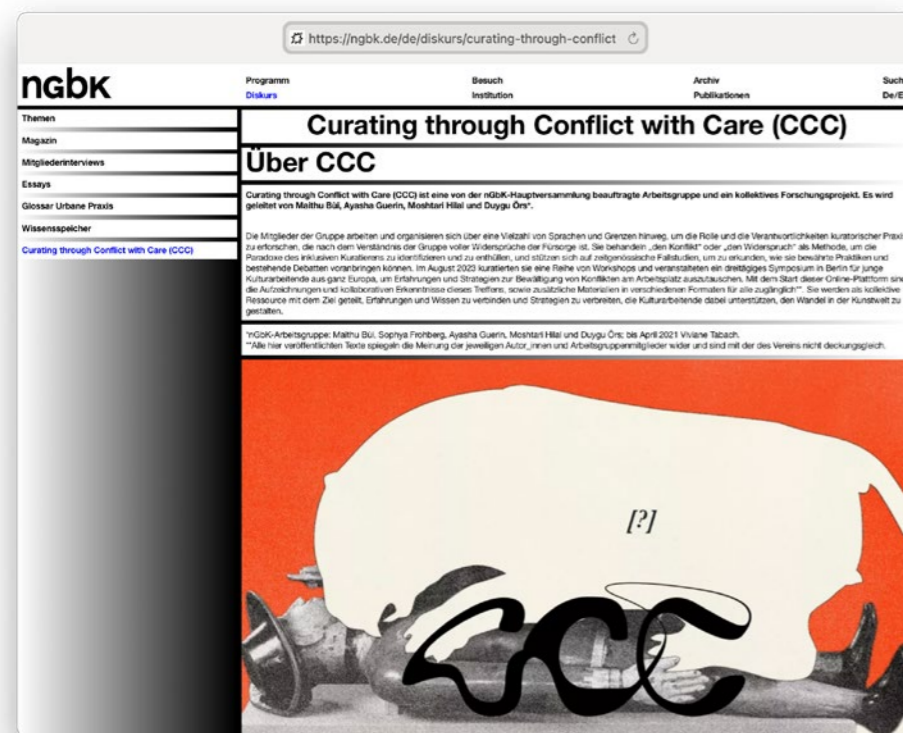 https://ngbk.de/de/diskurs/curating-through-conflict
nGbK
Programm
Diskurs
Besuch
Institution
Archiv
Publikationen
Such
De/E
Themen
Magazin
Mitgliederinterviews
Essays
Glossar Urbane Praxis
Wissensspeicher
Curating through Conflict with Care (CCC)
Curating through Conflict with Care (CCC)
Über CCC
Curating through Conflict with Care (CCC) ist eine von der nGbK-Hauptversammlung beauftragte Arbeitsgruppe und ein kollektives Forschungsprojekt. Es wird
geleitet von Maithu Bùi, Ayasha Guerin, Moshtari Hilal und Duygu Örs*.
Die Mitglieder der Gruppe arbeiten und organisieren sich über eine Vielzahl von Sprachen und Grenzen hinweg, um die Rolle und die Verantwortlichkeiten kuratorischer Praxis
zu erforschen, die nach dem Verständnis der Gruppe voller Widersprüche der Fürsorge ist. Sie behandeln „den Konflikt" oder „den Widerspruch" als Methode, um die
Paradoxe des inklusiven Kuratierens zu identifizieren und zu enthüllen, und stützen sich auf zeitgenössische Fallstudien, um zu erkunden, wie sie bewährte Praktiken und
bestehende Debatten voranbringen können. Im August 2023 kuratierten sie eine Reihe von Workshops und veranstalteten ein dreitägiges Symposium in Berlin für junge
Kulturarbeitende aus ganz Europa, um Erfahrungen und Strategien zur Bewältigung von Konflikten am Arbeitsplatz auszutauschen. Mit dem Start dieser Online-Plattform sind
die Aufzeichnungen und kollaborativen Erkenntnisse dieses Treffens, sowie zusätzliche Materialien in verschiedenen Formaten für alle zugänglich**. Sie werden als kollektive
Ressource mit dem Ziel geteilt, Erfahrungen und Wissen zu verbinden und Strategien zu verbreiten, die Kulturarbeitende dabei unterstützen, den Wandel in der Kunstwelt zu
gestalten.
*nGbK-Arbeitsgruppe: Maithu Bùi, Sophya Frohberg, Ayasha Guerin, Moshtari Hilal und Duygu Örs; bis April 2021 Viviane Tabach.
**Alle hier veröffentlichten Texte spiegeln die Meinung der jeweiligen Autor_innen und Arbeitsgruppenmitglieder wider und sind mit der des Vereins nicht deckungsgleich.
[?]
CCC